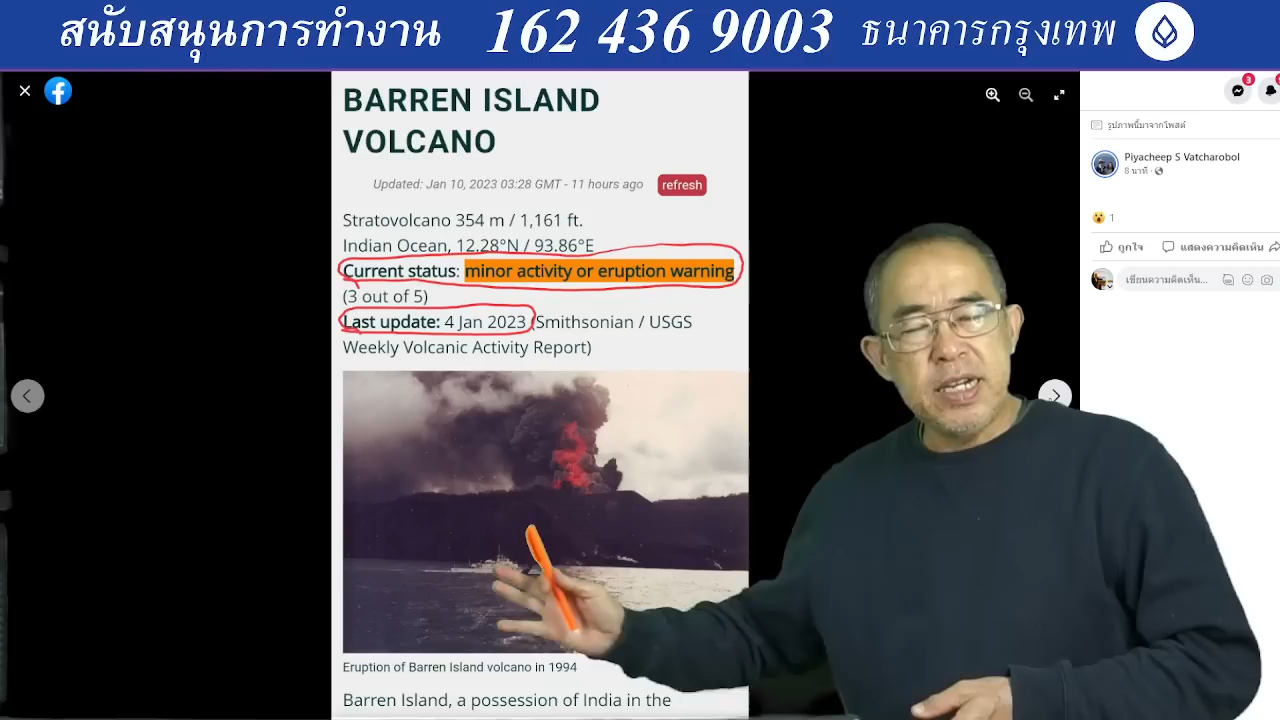 สนับสนุนการทำงาน 162 436 9003 ธนาคารกรุงเทพ
BARREN ISLAND
VOLCANO
Updated: Jan 10, 2023 03:28 GMT - 11 hours ago refresh
Stratovolcano 354 m / 1,161 ft.
Indian Ocean, 12.28°N / 93.86°E
Current status: minor activity or eruption warning
(3 out of 5)
Last update: 4 Jan 2023 (Smithsonian / USGS
Weekly Volcanic Activity Report)
Eruption of Barren Island volcano in 1994
Barren Island, a possession of India in the
3
รูปภาพนี้มาจากโพสต์
Piyacheep S Vatcharobol
8 นาที
1
ถูกใจ แสดงความคิดเห็น
เขียนความคิดเห็น...